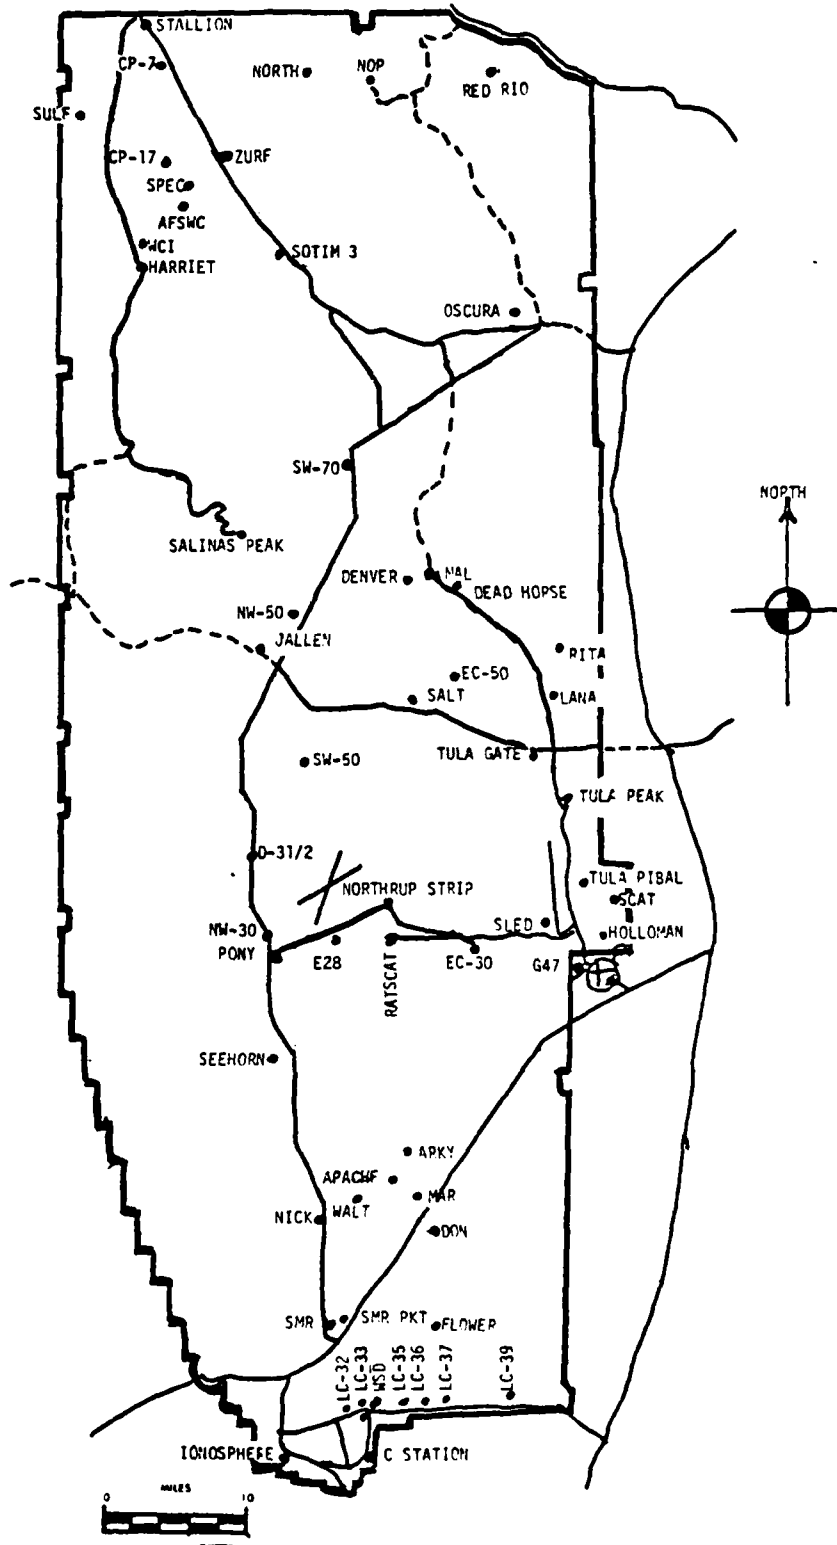 STALLION
CP-7
NORTH
NOP
RED RIO
SULF
CP-17
ZURF
SPEC
AFSWC
WCI
HARRIET
SOTIM 3
OSCURA
SW-70
NORTH
SALINAS PEAK
DENVER
MAL
DEAD HORSE
NW-50
JALLEN
RITA
EC-50
SALT
LANA
TULA GATE
SW-50
TULA PEAK
D-31/2
NORTHRUP STRIP
TULA PIBAL
SCAT
NW-30
SLED
HOLLOMAN
PONY
E28
RATSCAT
EC-30
G47
SEEHORN
ARKY
APACHE
MAR
WALT
NICK
DON
SMR
SMR PKT
FLOWER
LC-32
LC-33
WSD
LC-35
LC-36
LC-37
LC-39
IONOSPHERE
C STATION
MILES
0 10